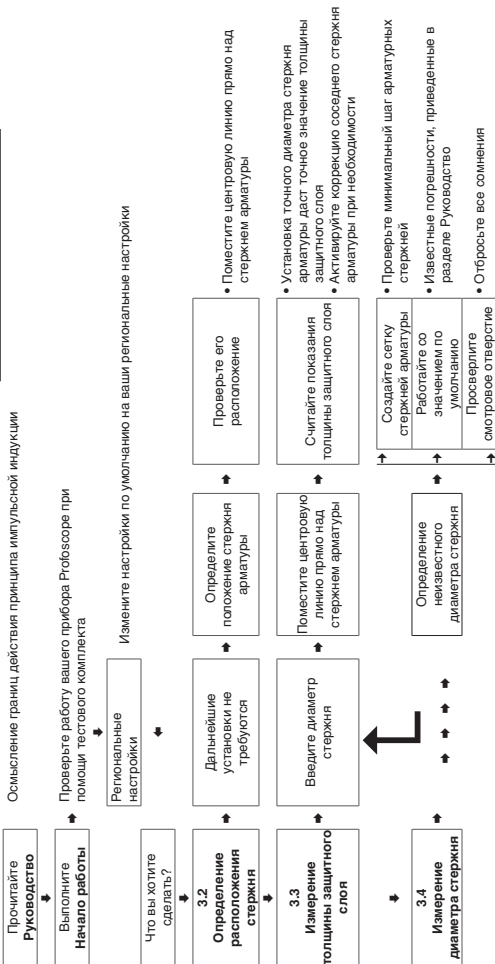 Прочитайте
Руководство
Осмысление границ действия принципа импульсной индукции
Выполните
Начало работы
Проверьте работу вашего прибора Profoscope при
помощи тестового комплекта
Региональные
настройки
Измените настройки по умолчанию на ваши региональные настройки
Что вы хотите
сделать?
3.2
Определение
расположения
стержня
Дальнейшие
установки не
требуются
Определите
положение стержня
арматуры
Проверьте его
расположение
• Поместите центровую линию прямо над
стержнем арматуры
3.3
Измерение
толщины защитного
слоя
Введите диаметр
стержня
Поместите центровую
линию прямо над
стержнем арматуры
Считайте показания
толщины защитного слоя
• Установка точного диаметра стержня
арматуры даст точное значение толщины
защитного слоя
• Активируйте коррекцию соседнего стержня
арматуры при необходимости
3.4
Измерение
диаметра стержня
Определение
неизвестного
диаметра стержня
Создайте сетку
стержней арматуры
• Проверьте минимальный шаг арматурных
стержней
Работайте со
значением по
умолчанию
• Известные погрешности, приведенные в
разделе Руководство
Просверлите
смотровое отверстие
• Отбросьте все сомнения